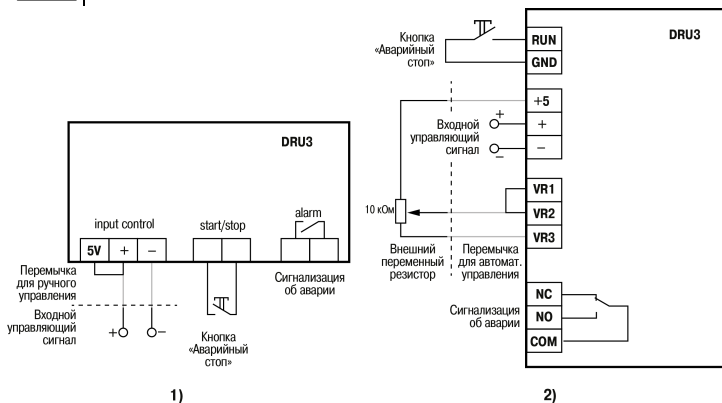 DRU3
input control
start/stop
alarm
5V + –
Перемычка
для ручного
управления
Входной
управляющий
сигнал
+ –
Кнопка
«Аварийный
стоп»
Сигнализация
об аварии
1)
DRU3
Кнопка
«Аварийный
стоп»
RUN
GND
+5
+
–
Входной
управляющий
сигнал
+
–
VR1
VR2
VR3
10 кОм
Внешний
переменный
резистор
Перемычка
для автомат.
управления
Сигнализация
об аварии
NC
NO
COM
2)